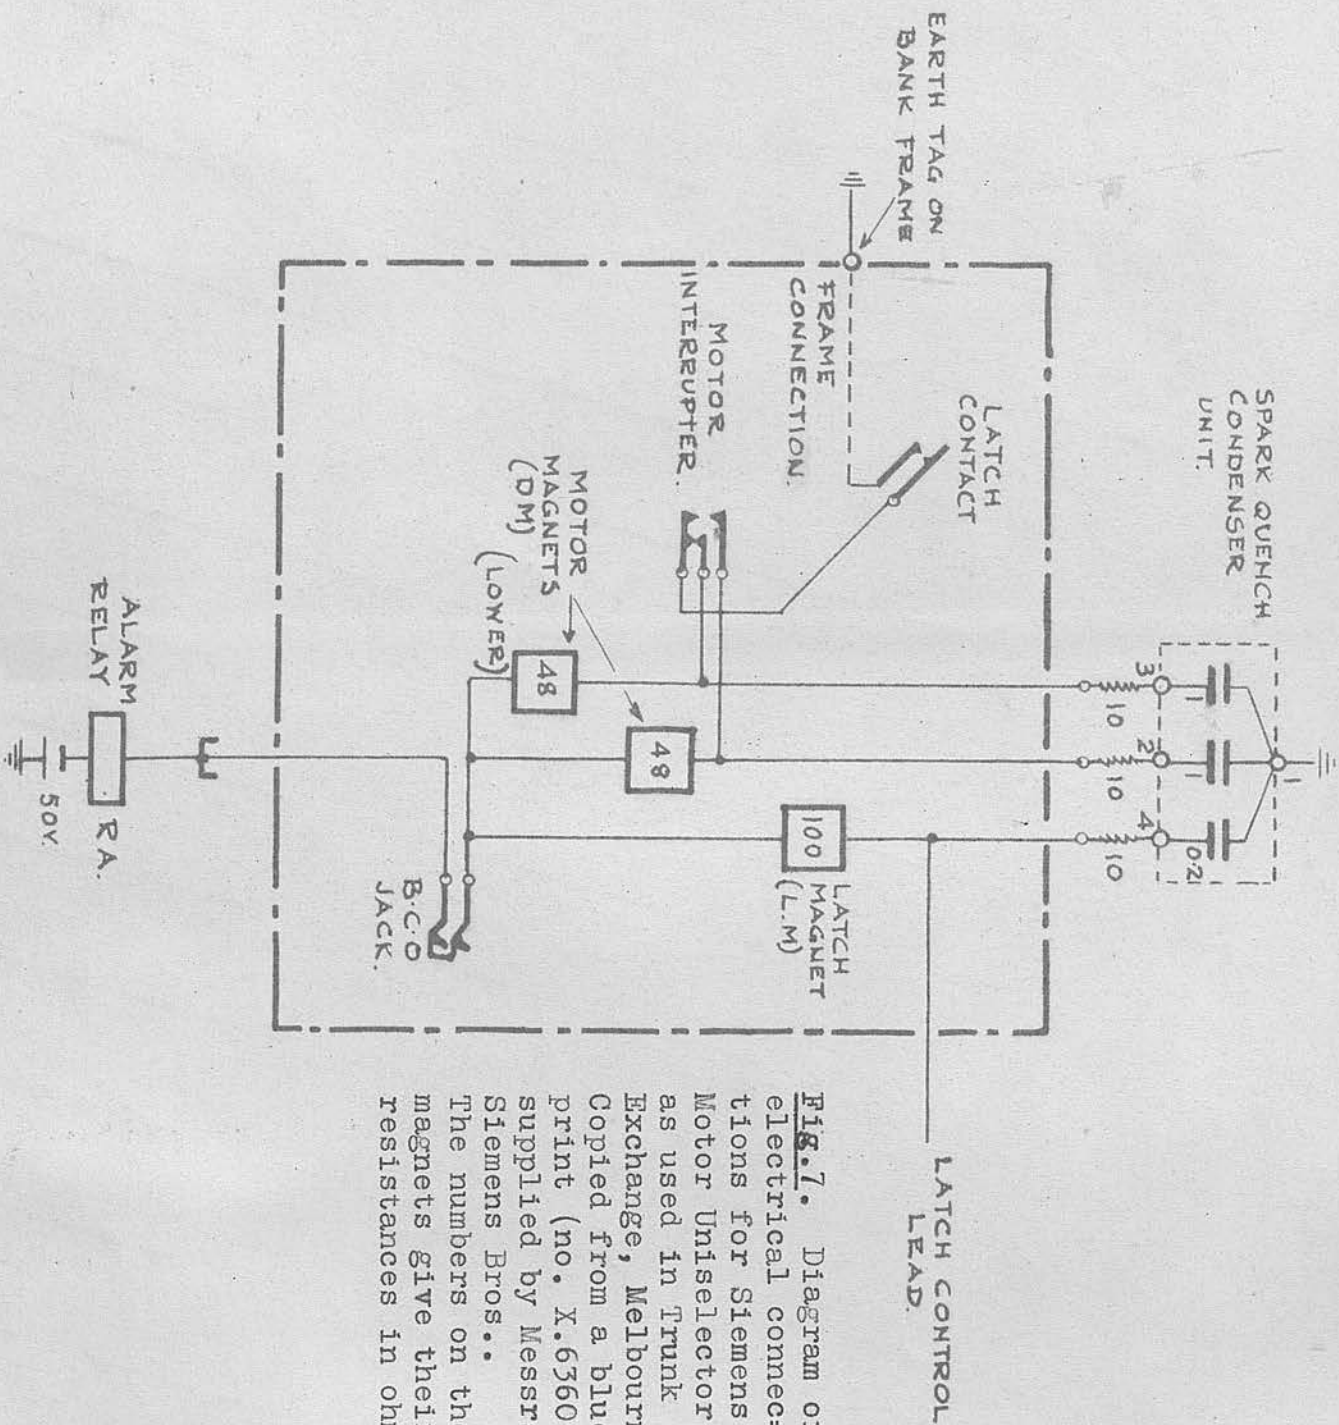 EARTH TAG ON
BANK FRAME
FRAME
CONNECTION.
MOTOR
INTERRUPTER.
LATCH
CONTACT
SPARK QUENCH
CONDENSER
UNIT.
MOTOR
MAGNETS
(DM)
(LOWER)
48
48
100
LATCH
MAGNET
(L.M)
3
2
4
1
1
0.2
1
10
10
10
ALARM
RELAY
R.A.
50V.
B.C.O
JACK.
LATCH CONTROL
LEAD.
Fig.7. Diagram o
electrical connec=
tions for Siemens
Motor Uniselector
as used in Trunk
Exchange, Melbour
Copied from a blu
print (no. X.6360
supplied by Messr
Siemens Bros..
The numbers on th
magnets give thei
resistances in oh